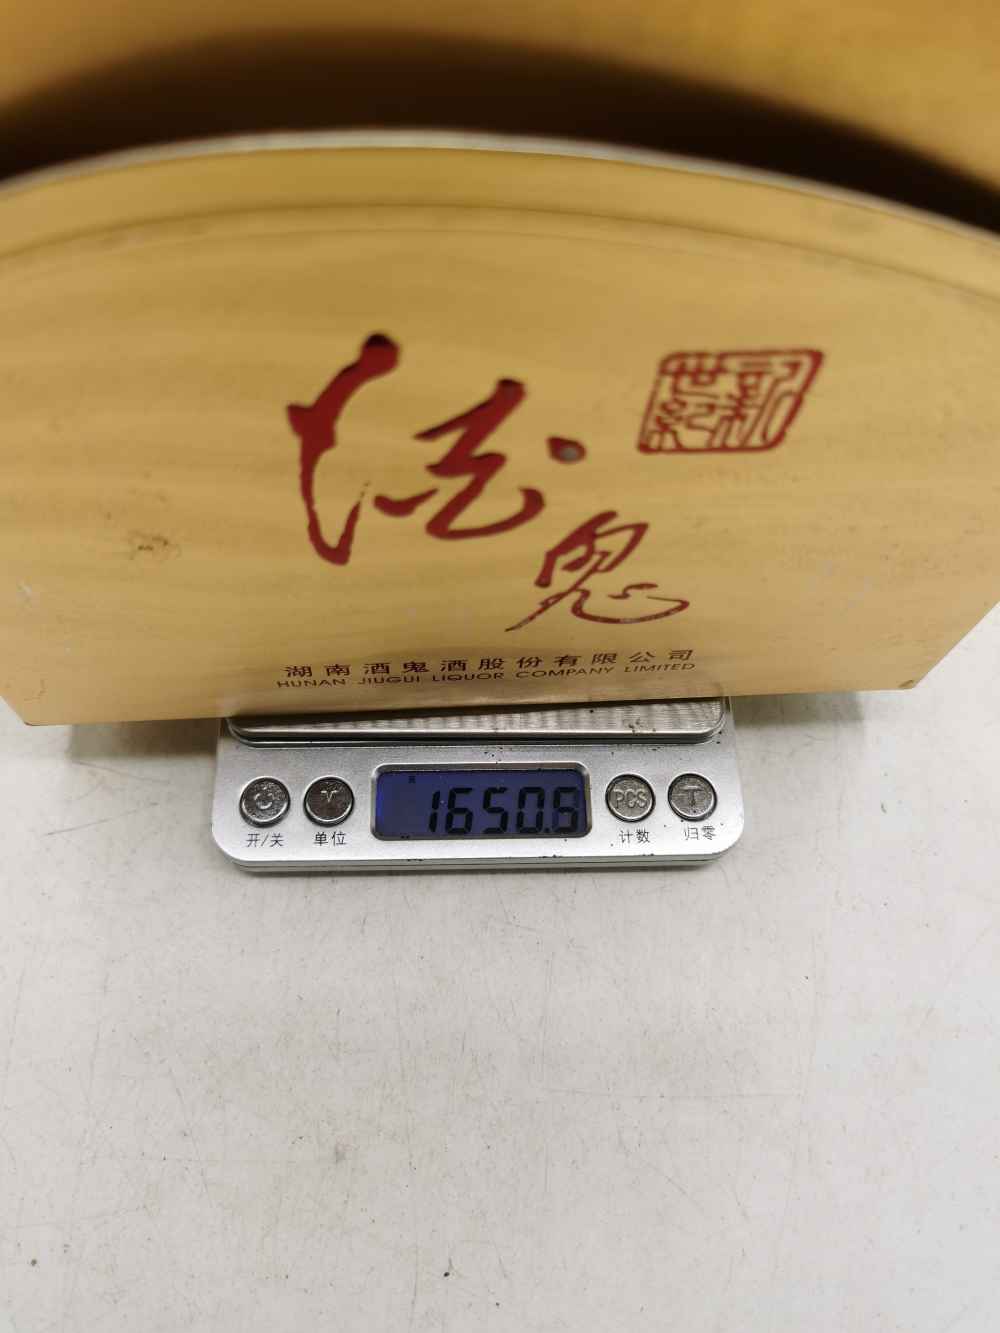 酒鬼
新世纪
湖南酒鬼酒股份有限公司
HUNAN JIUGUI LIQUOR COMPANY LIMITED
1650.6
PCS
T
开/关
单位
计数
归零